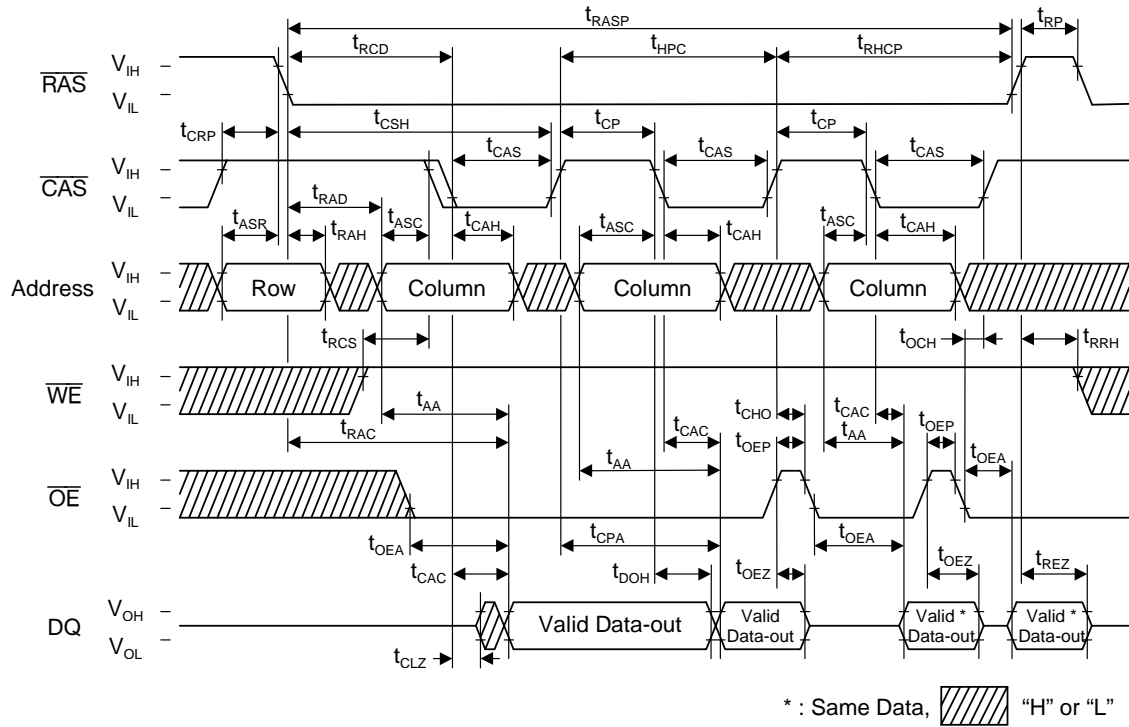 tRASP
tRCD tHPC tRHCP tRP
RAS VIH
VIL
tCRP tCSH tCP tCP
tCAS tCAS tCAS
CAS VIH
VIL
tRAD
tASR tRAH tASC tCAH tASC tCAH tASC tCAH
Address VIH
VIL
Row Column Column Column
tRCS tOCH tRRH
WE VIH
VIL
tAA tCHO tCAC tOEP
tRAC tCAC tOEP tAA
tAA tOEA
OE VIH
VIL
tOEA tCPA tOEA
tCAC tDOH tOEZ tOEZ tREZ
DQ VOH
VOL
Valid Data-out Valid Data-out Valid * Data-out Valid * Data-out
tCLZ
* : Same Data, “H” or “L”